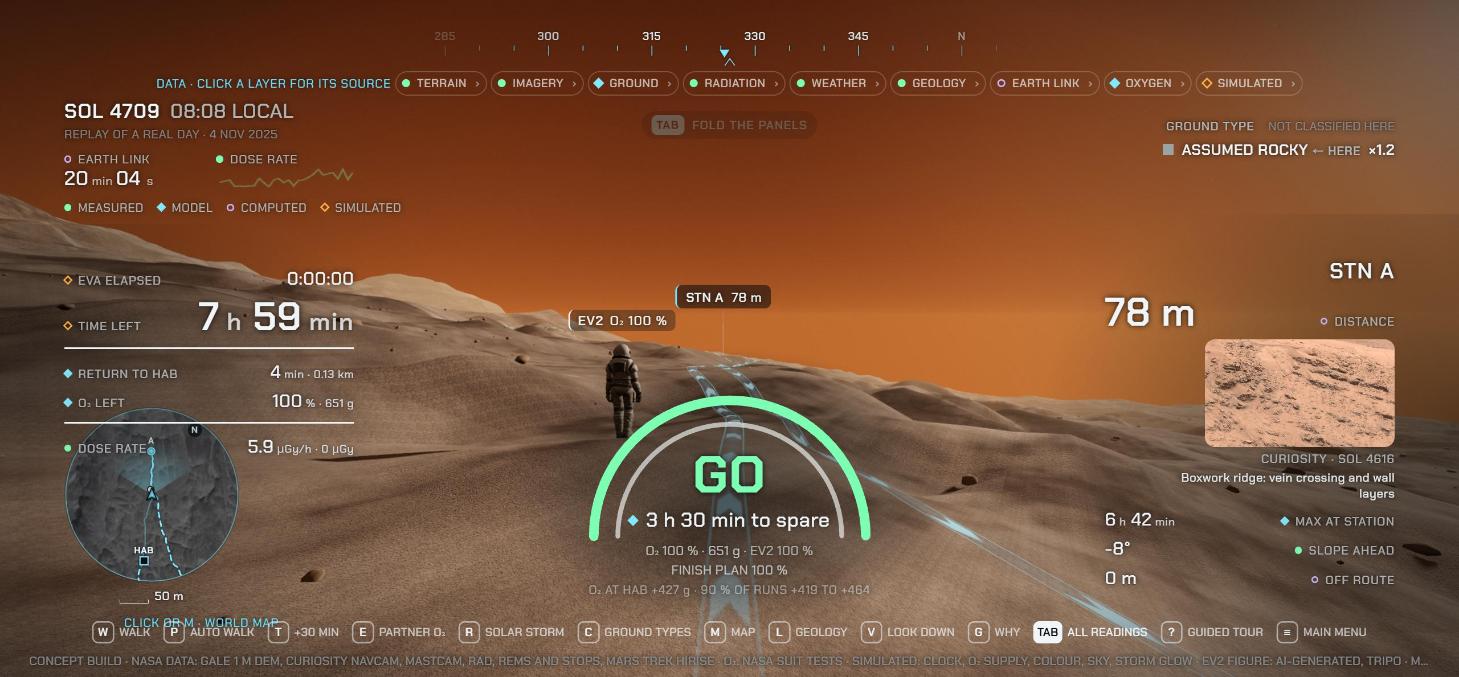 285 300 315 330 345 N
DATA · CLICK A LAYER FOR ITS SOURCE TERRAIN › IMAGERY › GROUND › RADIATION › WEATHER › GEOLOGY › EARTH LINK › OXYGEN › SIMULATED ›
SOL 4709 08:08 LOCAL
REPLAY OF A REAL DAY · 4 NOV 2025
TAB FOLD THE PANELS
GROUND TYPE NOT CLASSIFIED HERE
ASSUMED ROCKY ← HERE ×1.2
EARTH LINK DOSE RATE
20 min 04 s
MEASURED MODEL COMPUTED SIMULATED
EVA ELAPSED 0:00:00
TIME LEFT 7 h 59 min
RETURN TO HAB 4 min · 0.13 km
O₂ LEFT 100 % · 651 g
DOSE RATE 5.9 µGy/h · 0 µGy
A
N
HAB
50 m
CLICK OR M · WORLD MAP
STN A 78 m
EV2 O₂ 100 %
GO
3 h 30 min to spare
O₂ 100 % · 651 g · EV2 100 %
FINISH PLAN 100 %
O₂ AT HAB +427 g · 90 % OF RUNS +419 TO +464
STN A
78 m DISTANCE
CURIOSITY · SOL 4616
Boxwork ridge: vein crossing and wall
layers
6 h 42 min MAX AT STATION
-8° SLOPE AHEAD
0 m OFF ROUTE
W WALK P AUTO WALK T +30 MIN E PARTNER O₂ R SOLAR STORM C GROUND TYPES M MAP L GEOLOGY V LOOK DOWN G WHY TAB ALL READINGS ? GUIDED TOUR ≡ MAIN MENU
CONCEPT BUILD · NASA DATA: GALE 1 M DEM, CURIOSITY NAVCAM, MASTCAM, RAD, REMS AND STOPS, MARS TREK HIRISE · O₂: NASA SUIT TESTS · SIMULATED: CLOCK, O₂ SUPPLY, COLOUR, SKY, STORM GLOW · EV2 FIGURE: AI-GENERATED, TRIPO · M...